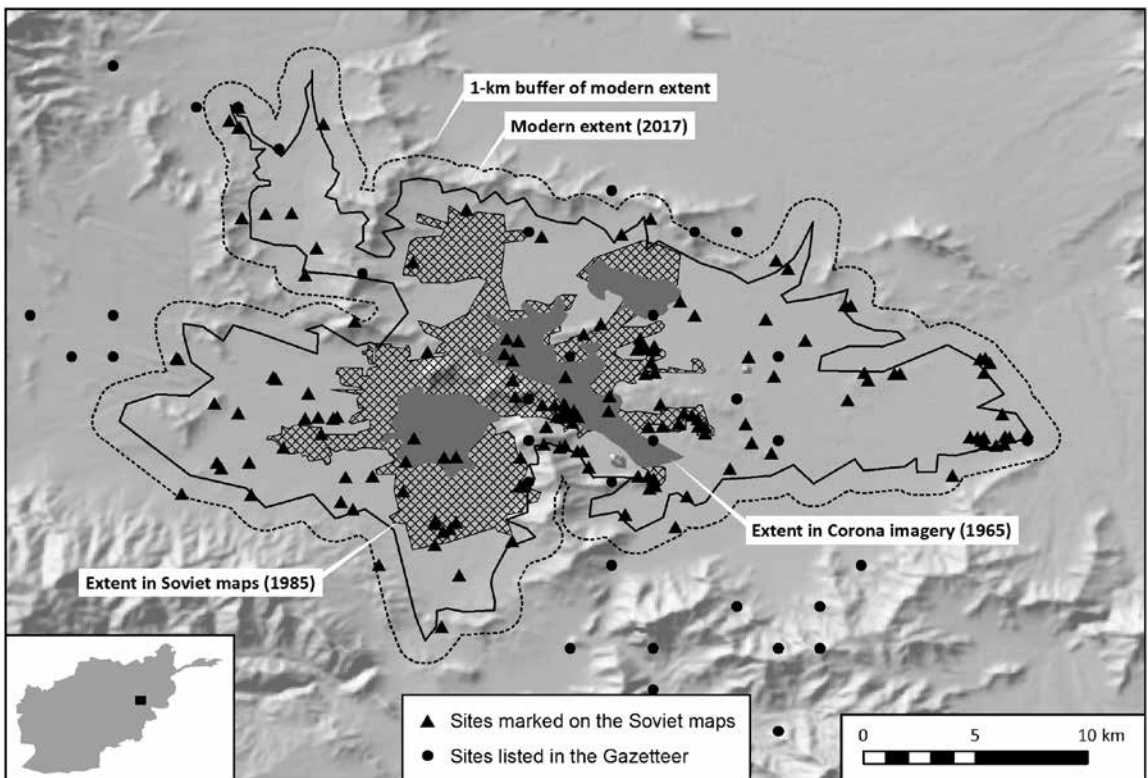 1-km buffer of modern extent
Modern extent (2017)
Extent in Corona imagery (1965)
Extent in Soviet maps (1985)
▲ Sites marked on the Soviet maps
● Sites listed in the Gazetteer
0 5 10 km